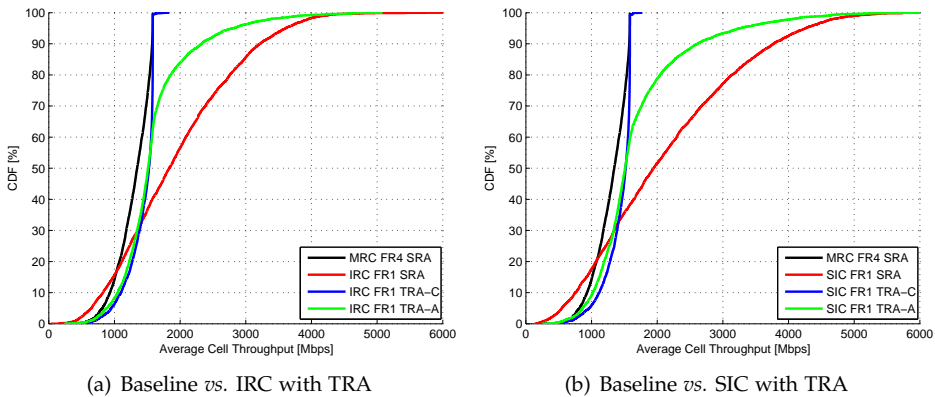 100
90
80
70
60
50
40
30
20
10
0
CDF [%]
0
1000
2000
3000
4000
5000
6000
Average Cell Throughput [Mbps]
MRC FR4 SRA
IRC FR1 SRA
IRC FR1 TRA-C
IRC FR1 TRA-A
(a) Baseline vs. IRC with TRA
100
90
80
70
60
50
40
30
20
10
0
CDF [%]
0
1000
2000
3000
4000
5000
6000
Average Cell Throughput [Mbps]
MRC FR4 SRA
SIC FR1 SRA
SIC FR1 TRA-C
SIC FR1 TRA-A
(b) Baseline vs. SIC with TRA